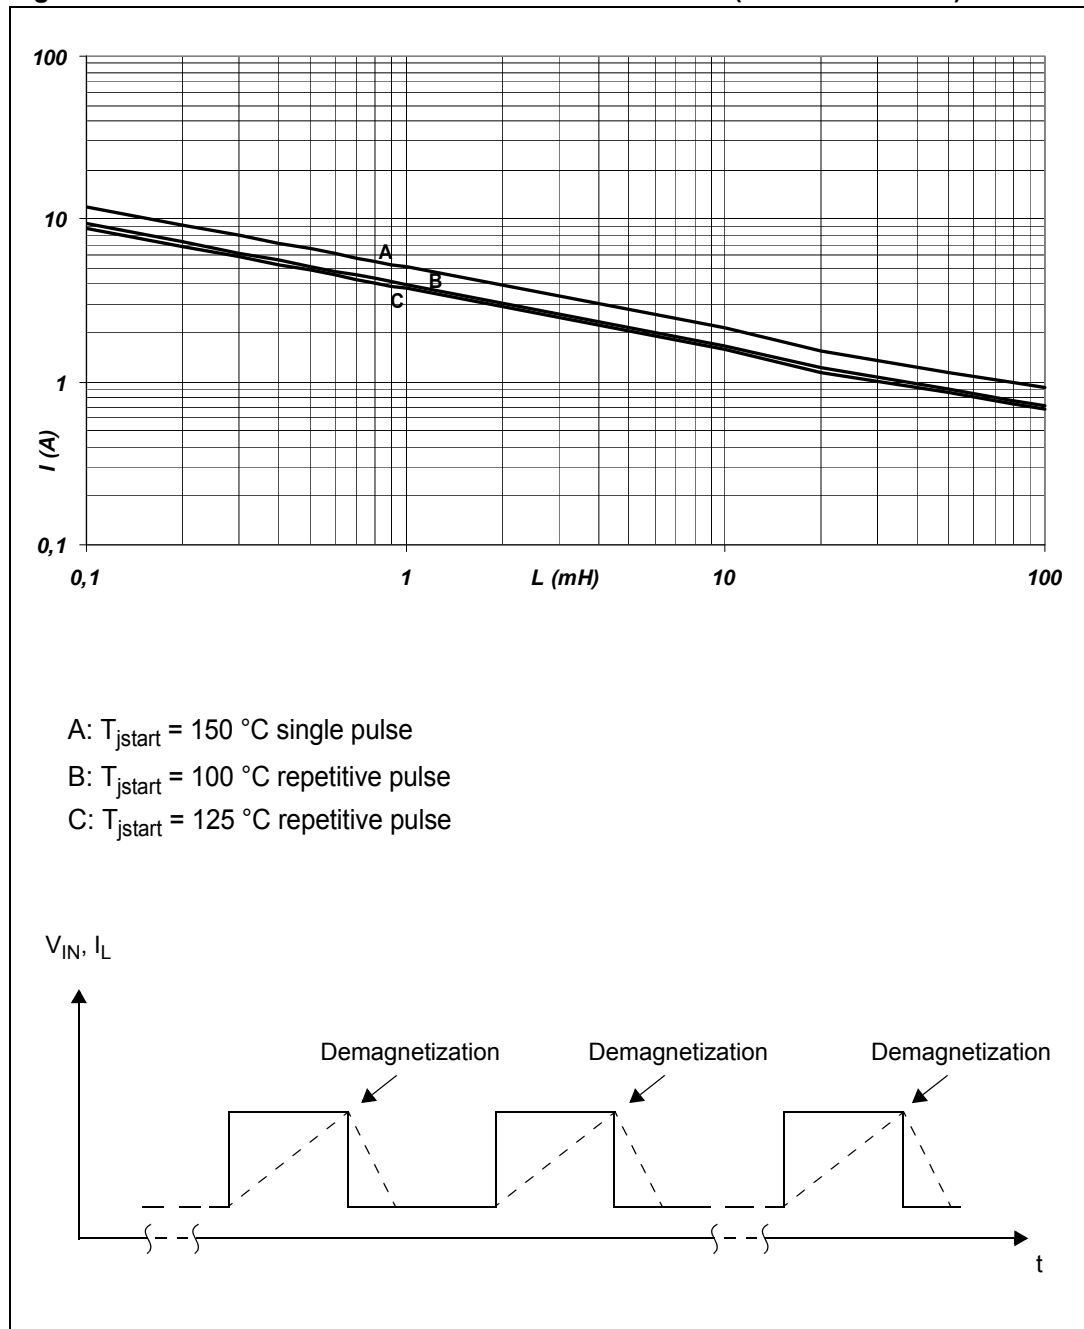 100
10
1
0,1
I (A)
A
B
C
0,1 1 L (mH) 10 100
A: Tjstart = 150 °C single pulse
B: Tjstart = 100 °C repetitive pulse
C: Tjstart = 125 °C repetitive pulse
VIN, IL
Demagnetization Demagnetization Demagnetization
t